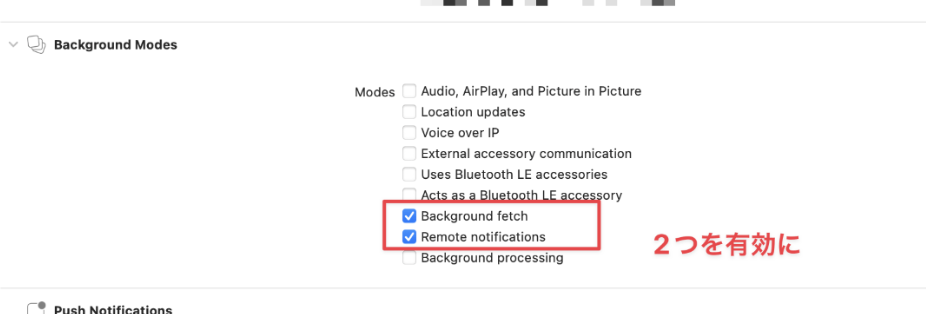 Background Modes
Modes Audio, AirPlay, and Picture in Picture
Location updates
Voice over IP
External accessory communication
Uses Bluetooth LE accessories
Acts as a Bluetooth LE accessory
Background fetch
Remote notifications
２つを有効に
Background processing
Push Notifications